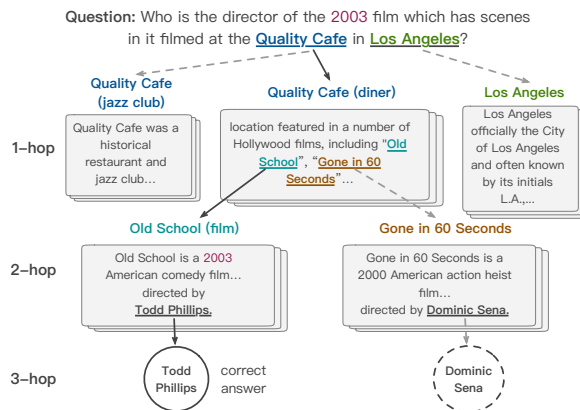 Question: Who is the director of the 2003 film which has scenes
in it filmed at the Quality Cafe in Los Angeles?
Quality Cafe
(jazz club)
Quality Cafe (diner)
Los Angeles
1-hop
Quality Cafe was a
historical
restaurant and
jazz club...
location featured in a number of
Hollywood films, including "Old
School", “Gone in 60
Seconds”...
Los Angeles
officially the City
of Los Angeles
and often known
by its initials
L.A.,...
Old School (film)
Gone in 60 Seconds
2-hop
Old School is a 2003
American comedy film...
directed by
Todd Phillips.
Gone in 60 Seconds is a
2000 American action heist
film...
directed by Dominic Sena.
3-hop
Todd
Phillips
correct
answer
Dominic
Sena